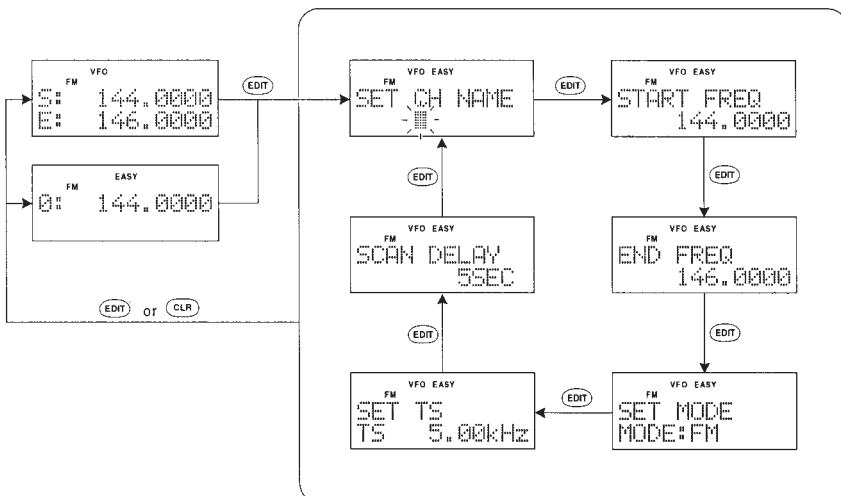 VFO
FM
S: 144.0000
E: 146.0000
EDIT
VFO EASY
FM
SET CH NAME
EDIT
VFO EASY
FM
START FREQ
144.0000
EASY
FM
0: 144.0000
EDIT
EDIT
VFO EASY
FM
SCAN DELAY
5SEC
VFO EASY
FM
END FREQ
146.0000
EDIT or CLR
EDIT
EDIT
VFO EASY
FM
SET TS
TS 5.00kHz
EDIT
VFO EASY
FM
SET MODE
MODE:FM